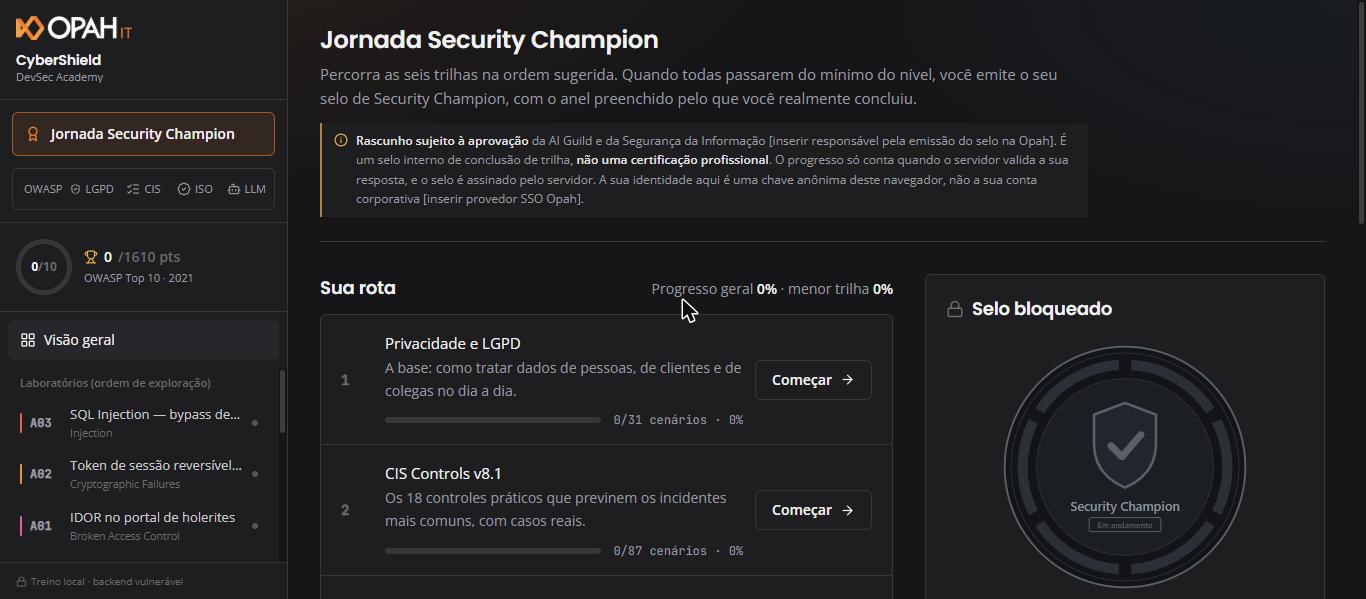 OPAH IT
CyberShield
DevSec Academy
Jornada Security Champion
OWASP LGPD CIS ISO LLM
0/10
0 /1610 pts
OWASP Top 10 · 2021
Visão geral
Laboratórios (ordem de exploração)
A03 SQL Injection — bypass de...
Injection
A02 Token de sessão reversível...
Cryptographic Failures
A01 IDOR no portal de holerites
Broken Access Control
Treino local · backend vulnerável
Jornada Security Champion
Percorra as seis trilhas na ordem sugerida. Quando todas passarem do mínimo do nível, você emite o seu
selo de Security Champion, com o anel preenchido pelo que você realmente concluiu.
Rascunho sujeito à aprovação da AI Guild e da Segurança da Informação [inserir responsável pela emissão do selo na Opah]. É
um selo interno de conclusão de trilha, não uma certificação profissional. O progresso só conta quando o servidor valida a sua
resposta, e o selo é assinado pelo servidor. A sua identidade aqui é uma chave anônima deste navegador, não a sua conta
corporativa [inserir provedor SSO Opah].
Sua rota
Progresso geral 0% · menor trilha 0%
1
Privacidade e LGPD
A base: como tratar dados de pessoas, de clientes e de
colegas no dia a dia.
0/31 cenários · 0%
Começar →
2
CIS Controls v8.1
Os 18 controles práticos que previnem os incidentes
mais comuns, com casos reais.
0/87 cenários · 0%
Começar →
Selo bloqueado
Security Champion
Em andamento